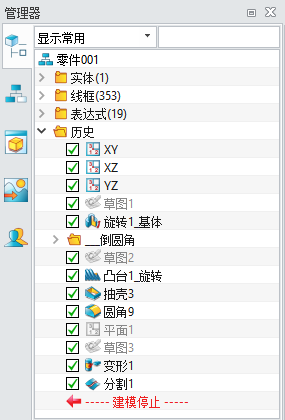 管理器
显示常用
零件001
实体(1)
线框(353)
表达式(19)
历史
XY
XZ
YZ
草图1
旋转1_基体
___倒圆角
草图2
凸台1_旋转
抽壳3
圆角9
平面1
草图3
变形1
分割1
----- 建模停止 -----